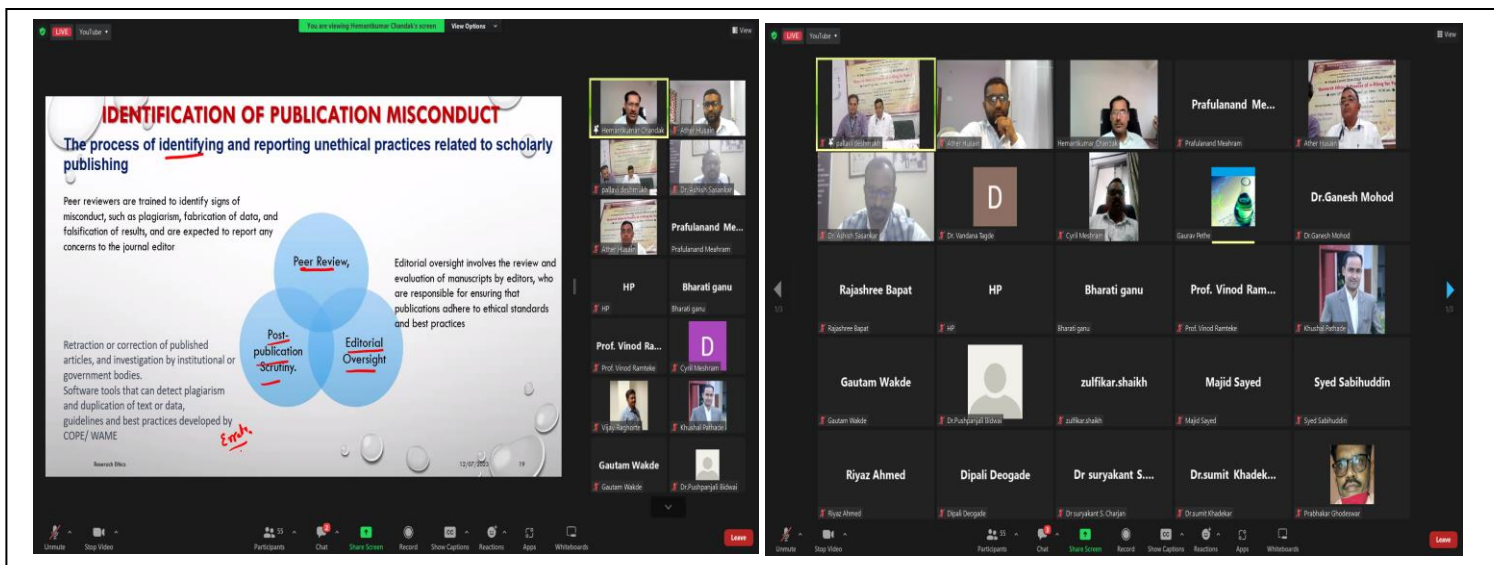 LIVE YouTube
You are viewing Hemantkumar Chandak's screen View Options
View
IDENTIFICATION OF PUBLICATION MISCONDUCT
The process of identifying and reporting unethical practices related to scholarly
publishing
Peer reviewers are trained to identify signs of
misconduct, such as plagiarism, fabrication of data, and
falsification of results, and are expected to report any
concerns to the journal editor
Peer Review,
Editorial oversight involves the review and
evaluation of manuscripts by editors, who
are responsible for ensuring that
publications adhere to ethical standards
and best practices
Post-
publication
Scrutiny.
Editorial
Oversight
Retraction or correction of published
articles, and investigation by institutional or
government bodies.
Software tools that can detect plagiarism
and duplication of text or data,
guidelines and best practices developed by
COPE/ WAME
Research Ethics
19
Hemantkumar Chandak
Ather Husain
pallavi deshmukh
Dr. Ashish Sasankar
Ather Husain
Prafulanand Me...
Prafulanand Meshram
HP
HP
Bharati ganu
Bharati ganu
Prof. Vinod Ra...
Prof. Vinod Ramteke
D
Cyril Meshram
Vijay Raghorte
Khushal Pathade
Gautam Wakde
Gautam Wakde
Dr.Pushpanjali Bidwai
Unmute
Stop Video
55
Participants
2
Chat
Share Screen
Record
CC
Show Captions
Reactions
Apps
Whiteboards
Leave
LIVE YouTube
View
pallavi deshmukh
Ather Husain
Hemantkumar Chandak
Prafulanand Me...
Prafulanand Meshram
Ather Husain
Dr. Ashish Sasankar
D
Dr. Vandana Tagde
Cyril Meshram
Gaurav Pethe
Dr.Ganesh Mohod
Dr.Ganesh Mohod
Rajashree Bapat
Rajashree Bapat
HP
HP
Bharati ganu
Bharati ganu
Prof. Vinod Ram...
Prof. Vinod Ramteke
Khushal Pathade
1/3
1/3
Gautam Wakde
Gautam Wakde
Dr.Pushpanjali Bidwai
zulfikar.shaikh
zulfikar.shaikh
Majid Sayed
Majid Sayed
Syed Sabihuddin
Syed Sabihuddin
Riyaz Ahmed
Riyaz Ahmed
Dipali Deogade
Dipali Deogade
Dr suryakant S....
Dr suryakant S. Charjan
Dr.sumit Khadek...
Dr.sumit Khadekar
Prabhakar Ghodeswar
Unmute
Stop Video
55
Participants
Chat
Share Screen
Record
CC
Show Captions
Reactions
Apps
Whiteboards
Leave